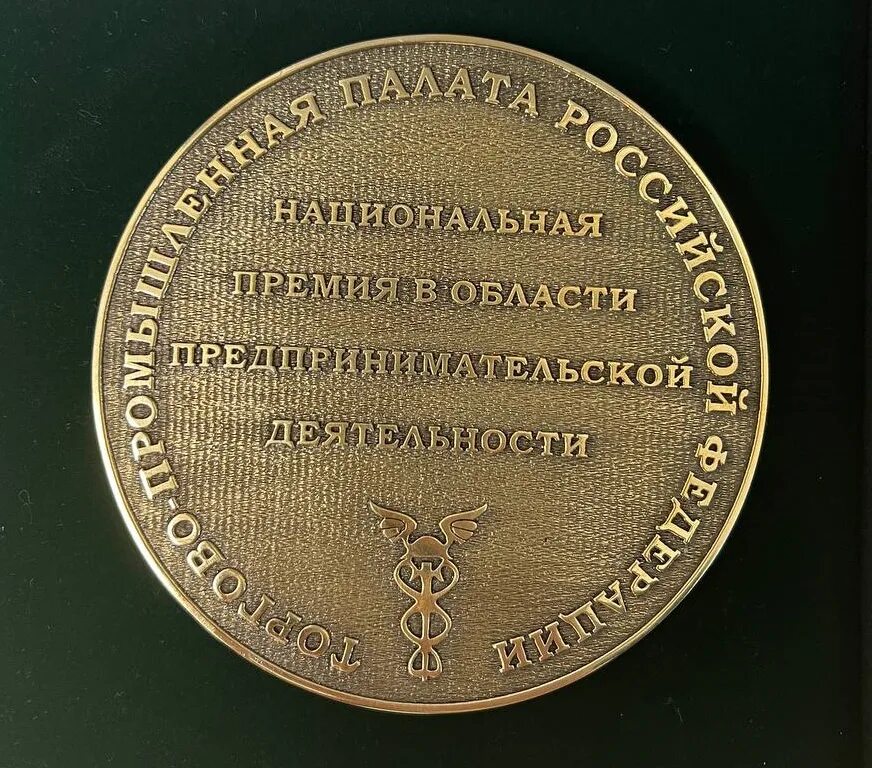 ТОРГОВО-ПРОМЫШЛЕННАЯ ПАЛАТА РОССИЙСКОЙ ФЕДЕРАЦИИ
НАЦИОНАЛЬНАЯ
ПРЕМИЯ В ОБЛАСТИ
ПРЕДПРИНИМАТЕЛЬСКОЙ
ДЕЯТЕЛЬНОСТИ